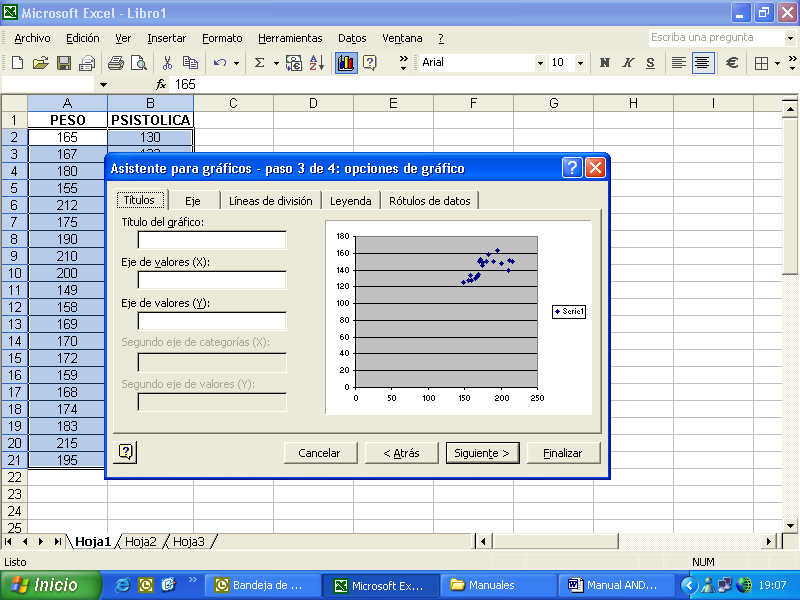 Microsoft Excel - Libro1
Archivo Edición Ver Insertar Formato Herramientas Datos Ventana ? Escriba una pregunta
Σ Arial 10 N K S €
fx 165
A B C D E F G H I
1 PESO PSISTOLICA
2 165 130
3 167
4 180
5 155
6 212
7 175
8 190
9 210
10 200
11 149
12 158
13 169
14 170
15 172
16 159
17 168
18 174
19 183
20 215
21 195
22
23
24
25
Asistente para gráficos - paso 3 de 4: opciones de gráfico
Títulos Eje Líneas de división Leyenda Rótulos de datos
Título del gráfico:
Eje de valores (X):
Eje de valores (Y):
Segundo eje de categorías (X):
Segundo eje de valores (Y):
180
160
140
120
100
80
60
40
20
0
0 50 100 150 200 250
Serie1
Cancelar < Atrás Siguiente > Finalizar
Hoja1 Hoja2 Hoja3
Listo NUM
Inicio Bandeja de ... Microsoft Ex... Manuales Manual AND... 19:07